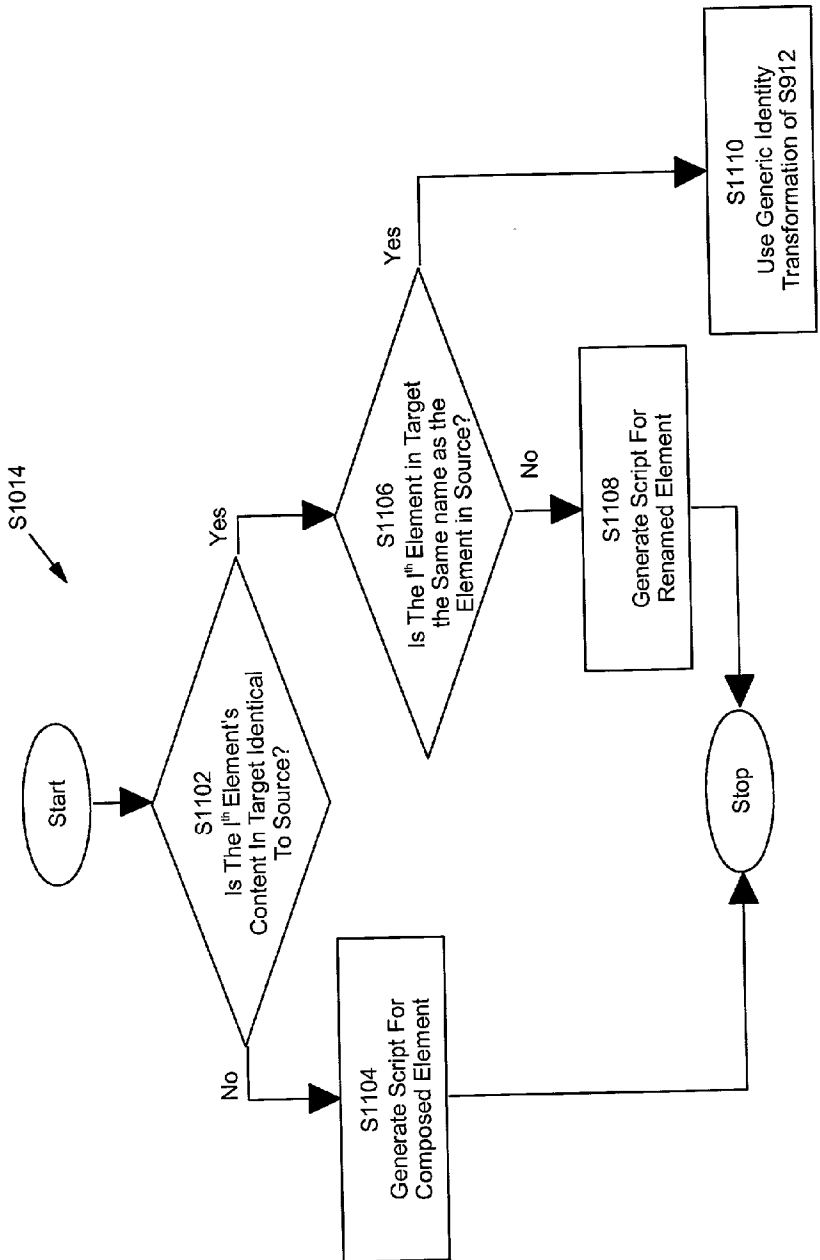 S1014
Start
S1102
Is The Ith Element's
Content In Target Identical
To Source?
No
Yes
S1104
Generate Script For
Composed Element
S1106
Is The Ith Element in Target
the Same name as the
Element in Source?
Yes
No
S1108
Generate Script For
Renamed Element
S1110
Use Generic Identity
Transformation of S912
Stop